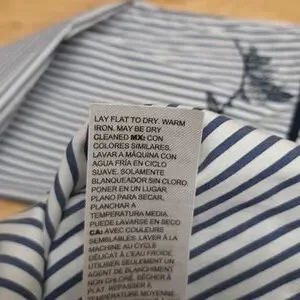 LAY FLAT TO DRY. WARM
IRON. MAY BE DRY
CLEANED MX: CON
COLORES SIMILARES.
LAVAR A MÁQUINA CON
AGUA FRÍA EN CICLO
SUAVE. SOLAMENTE
BLANQUEADOR SIN CLORO.
PONER EN UN LUGAR
PLANO PARA SECAR.
PLANCHAR A
TEMPERATURA MEDIA.
PUEDE LAVARSE EN SECO
CA: AVEC COULEURS
SEMBLABLES. LAVER À LA
MACHINE AU CYCLE
DÉLICAT À L'EAU FROIDE.
UTILISER SEULEMENT UN
AGENT DE BLANCHIMENT
NON CHLORÉ. SÉCHER À
TEMPÉRATURE MOYENNE.